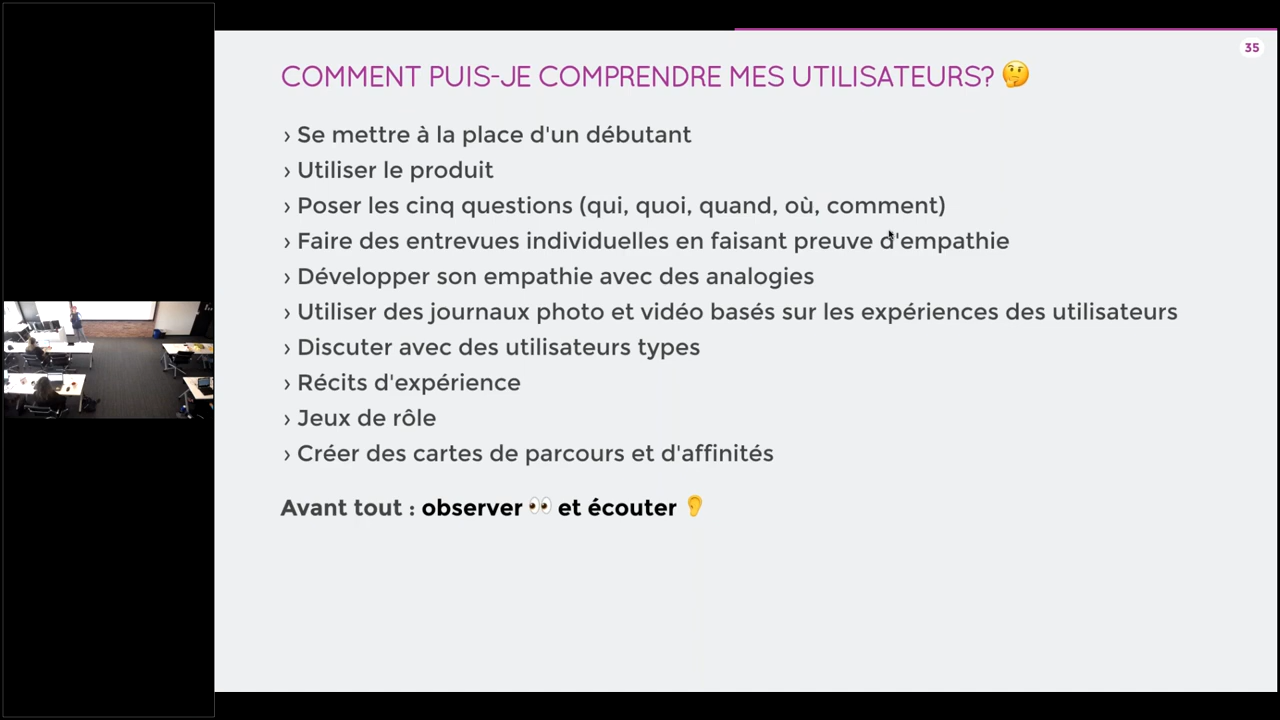 35
COMMENT PUIS-JE COMPRENDRE MES UTILISATEURS? 🤔
› Se mettre à la place d'un débutant
› Utiliser le produit
› Poser les cinq questions (qui, quoi, quand, où, comment)
› Faire des entrevues individuelles en faisant preuve d'empathie
› Développer son empathie avec des analogies
› Utiliser des journaux photo et vidéo basés sur les expériences des utilisateurs
› Discuter avec des utilisateurs types
› Récits d'expérience
› Jeux de rôle
› Créer des cartes de parcours et d'affinités
Avant tout : observer 👀 et écouter 👂